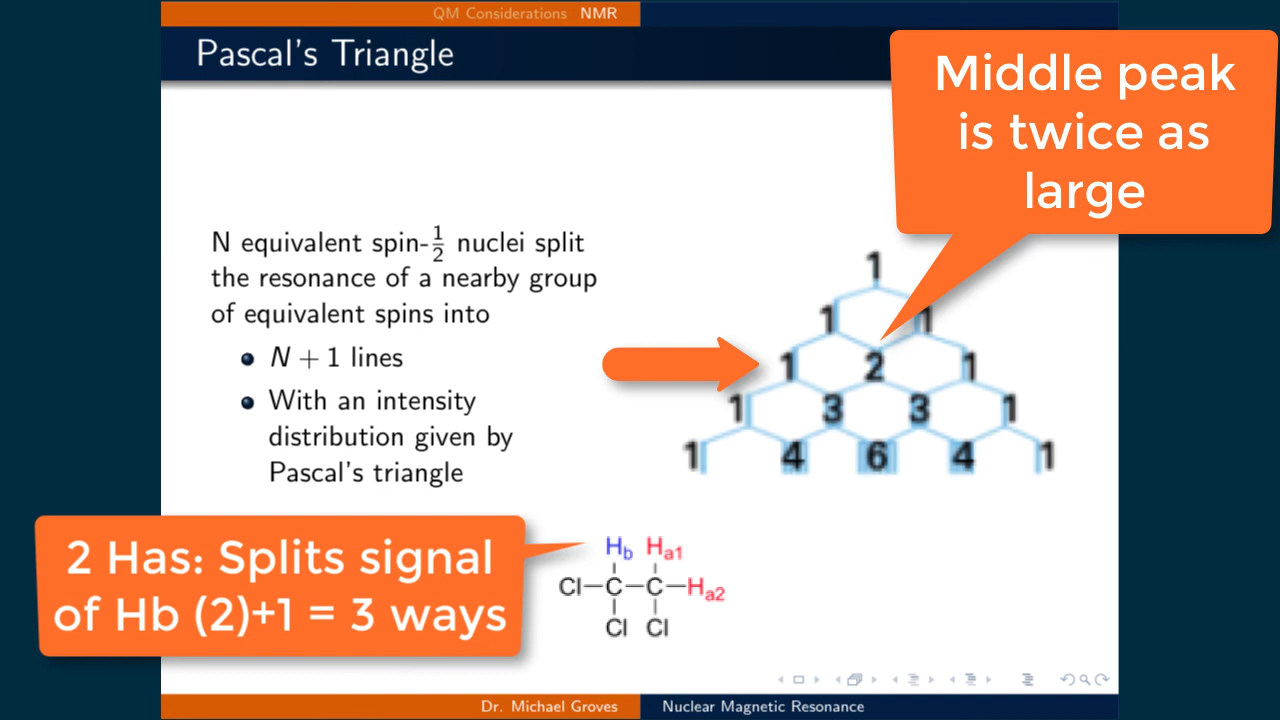 QM Considerations NMR
Pascal's Triangle
Middle peak
is twice as
large
N equivalent spin-1/2 nuclei split
the resonance of a nearby group
of equivalent spins into
N + 1 lines
With an intensity
distribution given by
Pascal's triangle
1
1 1
1 2 1
1 3 3 1
1 4 6 4 1
2 Has: Splits signal
of Hb (2)+1 = 3 ways
Hb Ha1
Cl—C—C—Ha2
Cl Cl
Dr. Michael Groves Nuclear Magnetic Resonance